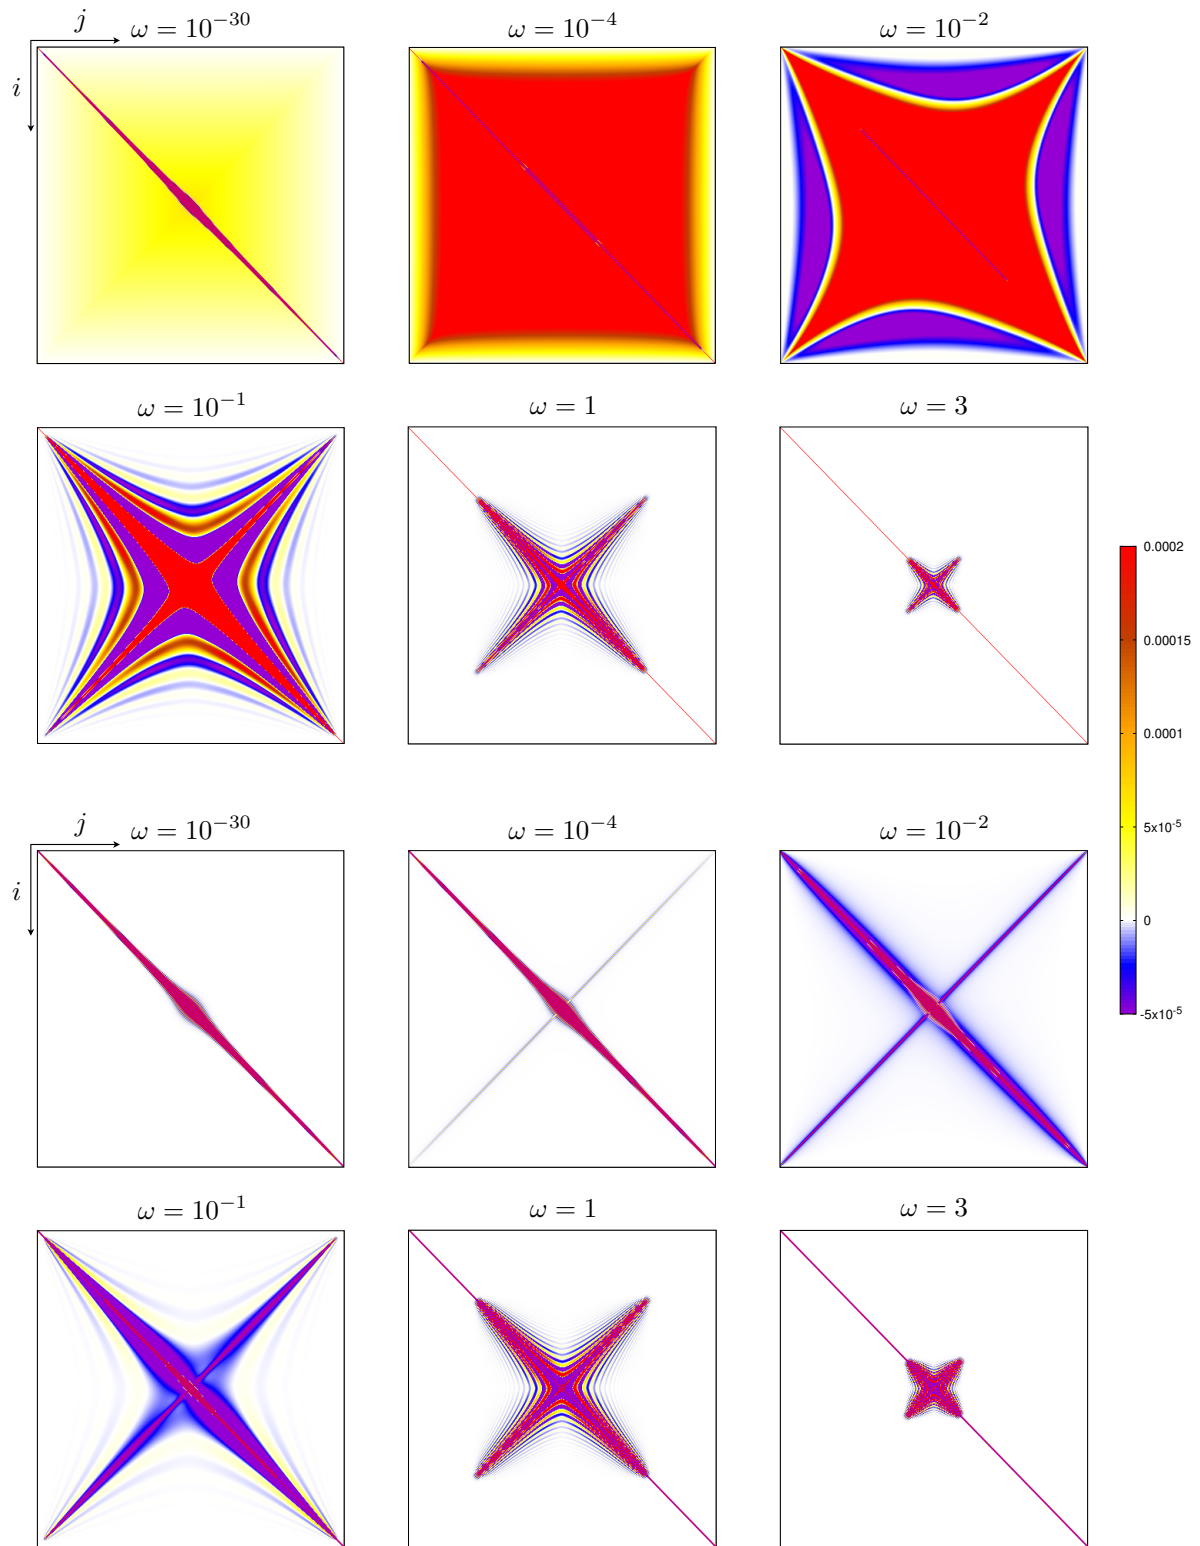 j
ω = 10⁻³⁰
ω = 10⁻⁴
ω = 10⁻²
i
ω = 10⁻¹
ω = 1
ω = 3
0.0002
0.00015
0.0001
5x10⁻⁵
0
-5x10⁻⁵
j
ω = 10⁻³⁰
ω = 10⁻⁴
ω = 10⁻²
i
ω = 10⁻¹
ω = 1
ω = 3